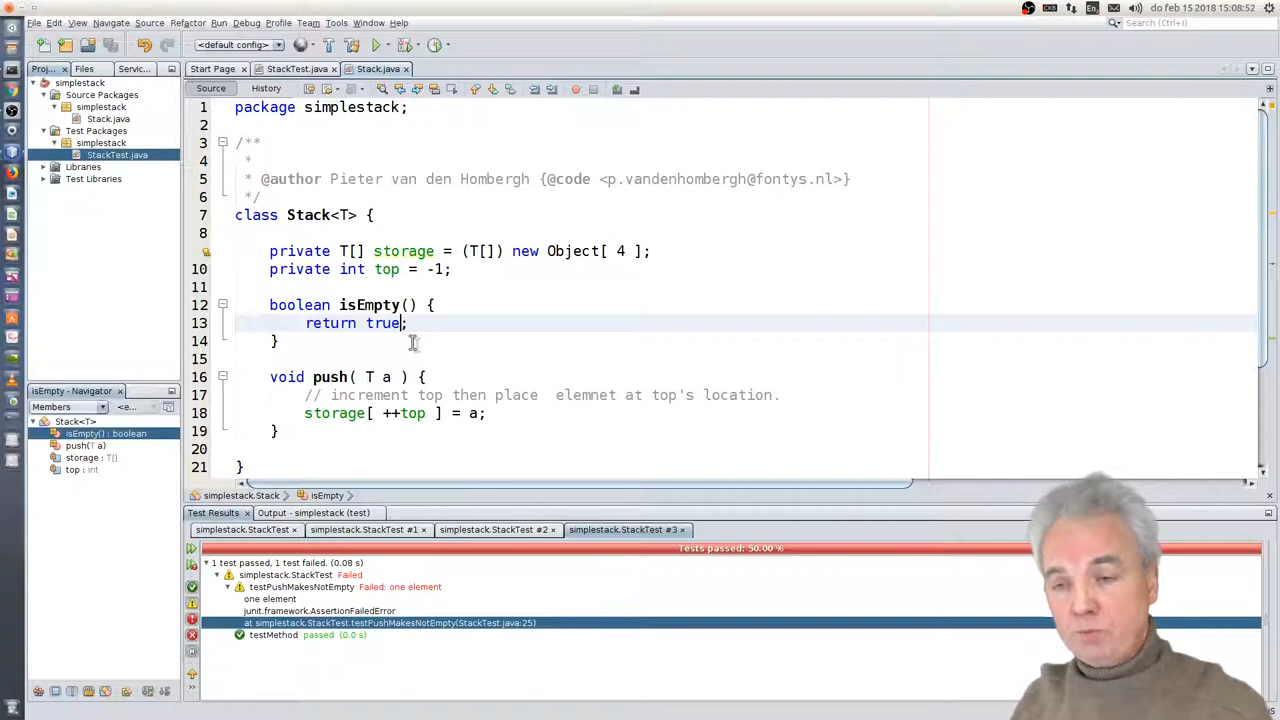 do feb 15 2018 15:08:52
File Edit View Navigate Source Refactor Run Debug Profile Team Tools Window Help
Search (Ctrl+I)
<default config>
Proj... Files Servic...
Start Page StackTest.java Stack.java
Source History
simplestack
Source Packages
simplestack
Stack.java
Test Packages
simplestack
StackTest.java
Libraries
Test Libraries
1 package simplestack;
2
3 /**
4 *
5 * @author Pieter van den Hombergh {@code <p.vandenhombergh@fontys.nl>}
6 */
7 class Stack<T> {
8
private T[] storage = (T[]) new Object[ 4 ];
10 private int top = -1;
11
12 boolean isEmpty() {
13 return true;
14 }
15
16 void push( T a ) {
17 // increment top then place elemnet at top's location.
18 storage[ ++top ] = a;
19 }
20
21 }
simplestack.Stack isEmpty
isEmpty - Navigator
Members <e...
Stack<T>
isEmpty() : boolean
push(T a)
storage : T[]
top : int
Test Results Output - simplestack (test)
simplestack.StackTest simplestack.StackTest #1 simplestack.StackTest #2 simplestack.StackTest #3
Tests passed: 50.00 %
1 test passed, 1 test failed. (0.08 s)
simplestack.StackTest Failed
testPushMakesNotEmpty Failed: one element
one element
junit.framework.AssertionFailedError
at simplestack.StackTest.testPushMakesNotEmpty(StackTest.java:25)
testMethod passed (0.0 s)